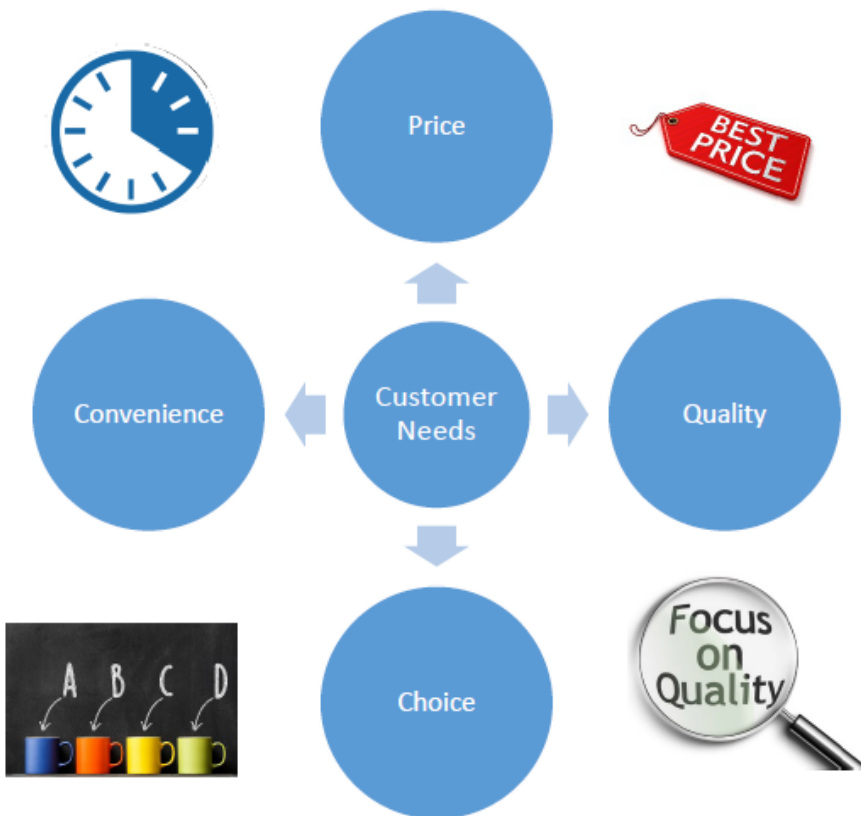 Price
BEST
PRICE
Convenience
Customer
Needs
Quality
A B C D
Choice
Focus
on
Quality